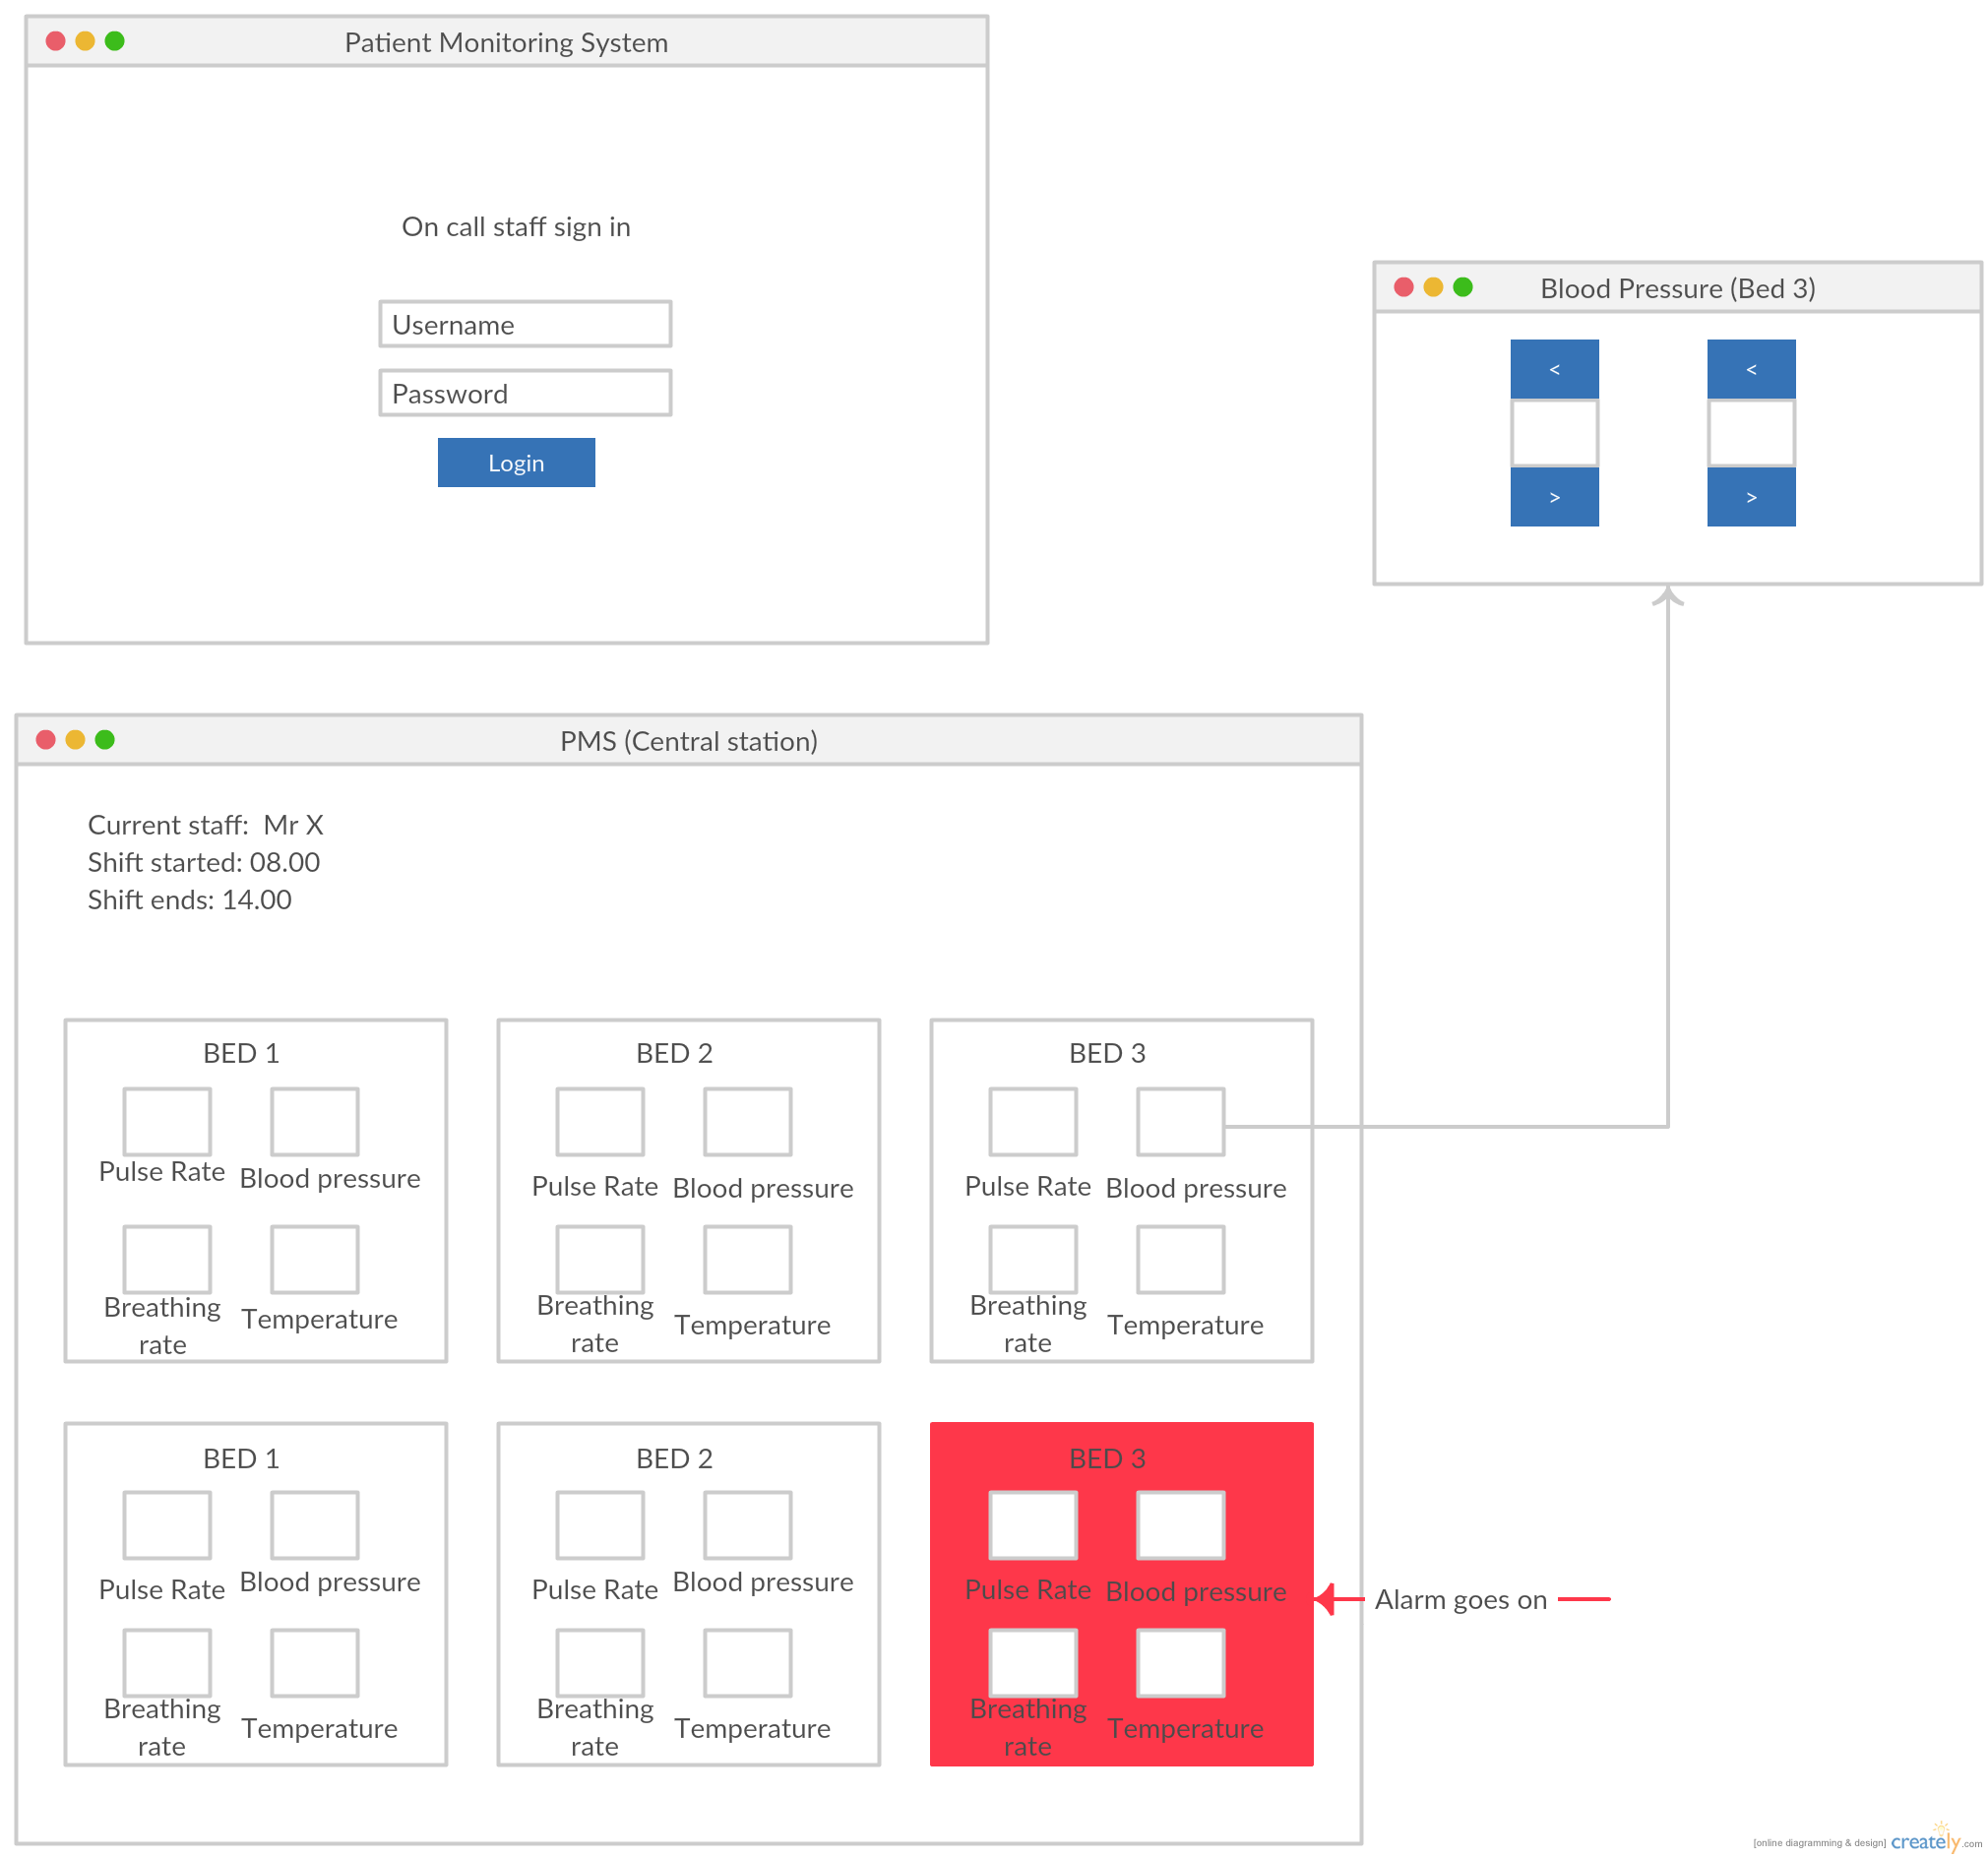 Patient Monitoring System
On call staff sign in
Username
Password
Login
Blood Pressure (Bed 3)
< <
> >
PMS (Central station)
Current staff:  Mr X
Shift started: 08.00
Shift ends: 14.00
BED 1
Pulse Rate Blood pressure
Breathing
rate
Temperature
BED 2
Pulse Rate Blood pressure
Breathing
rate
Temperature
BED 3
Pulse Rate Blood pressure
Breathing
rate
Temperature
BED 1
Pulse Rate Blood pressure
Breathing
rate
Temperature
BED 2
Pulse Rate Blood pressure
Breathing
rate
Temperature
BED 3
Pulse Rate Blood pressure
Breathing
rate
Temperature
Alarm goes on
[online diagramming & design] creately.com